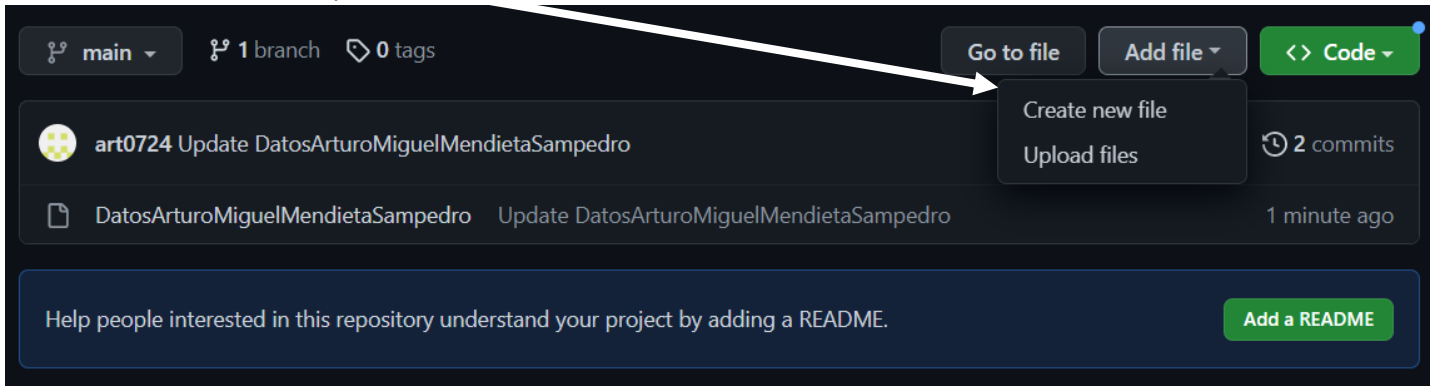 main 1 branch 0 tags Go to file Add file <> Code
Create new file
art0724 Update DatosArturoMiguelMendietaSampedro 2 commits
Upload files
DatosArturoMiguelMendietaSampedro Update DatosArturoMiguelMendietaSampedro 1 minute ago
Help people interested in this repository understand your project by adding a README. Add a README